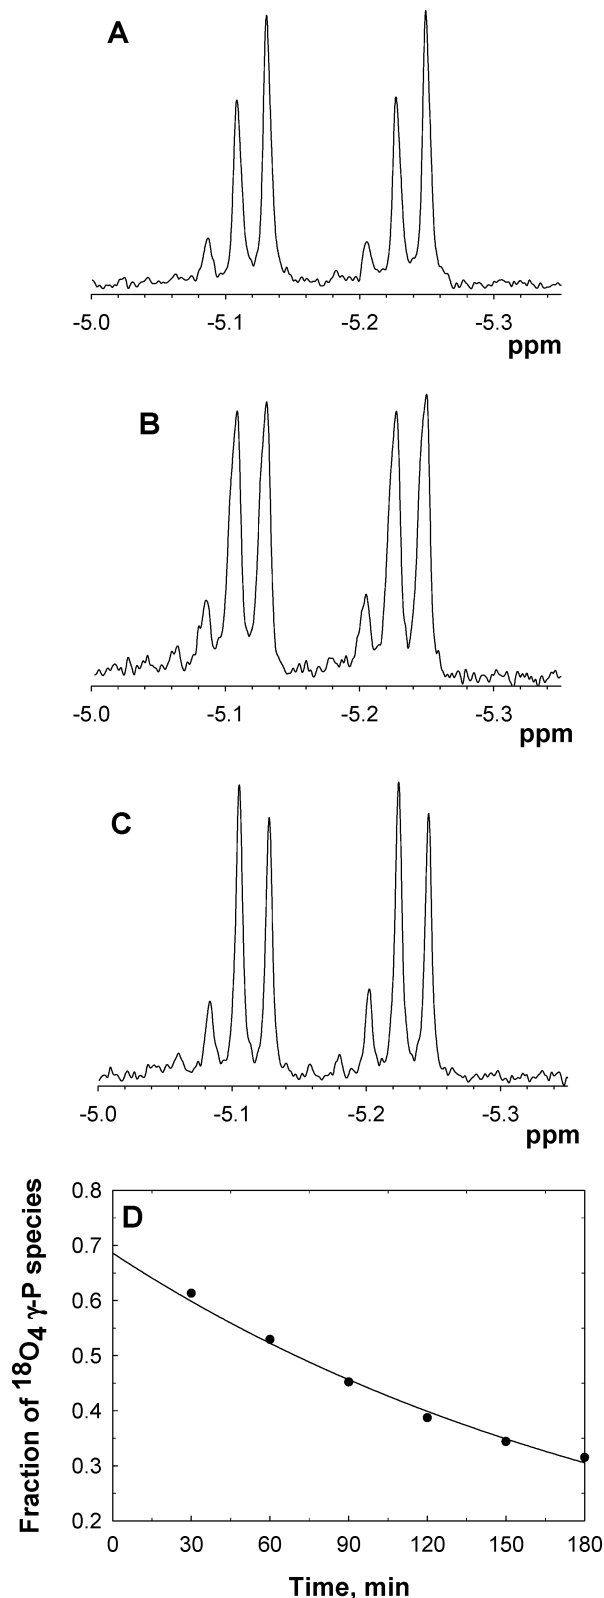 A
-5.0 -5.1 -5.2 -5.3
ppm
B
-5.0 -5.1 -5.2 -5.3
ppm
C
-5.0 -5.1 -5.2 -5.3
ppm
D
Fraction of ¹⁸O₄ γ-P species
0.8
0.7
0.6
0.5
0.4
0.3
0.2
0 30 60 90 120 150 180
Time, min